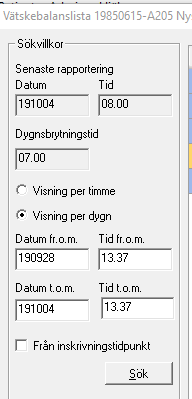 Vätskebalanslista 19850615-A205 Ny
Sökvillkor
Senaste rapportering
Datum Tid
191004 08.00
Dygnsbrytningstid
07.00
Visning per timme
Visning per dygn
Datum fr.o.m. Tid fr.o.m.
190928 13.37
Datum t.o.m. Tid t.o.m.
191004 13.37
Från inskrivningstidpunkt
Sök